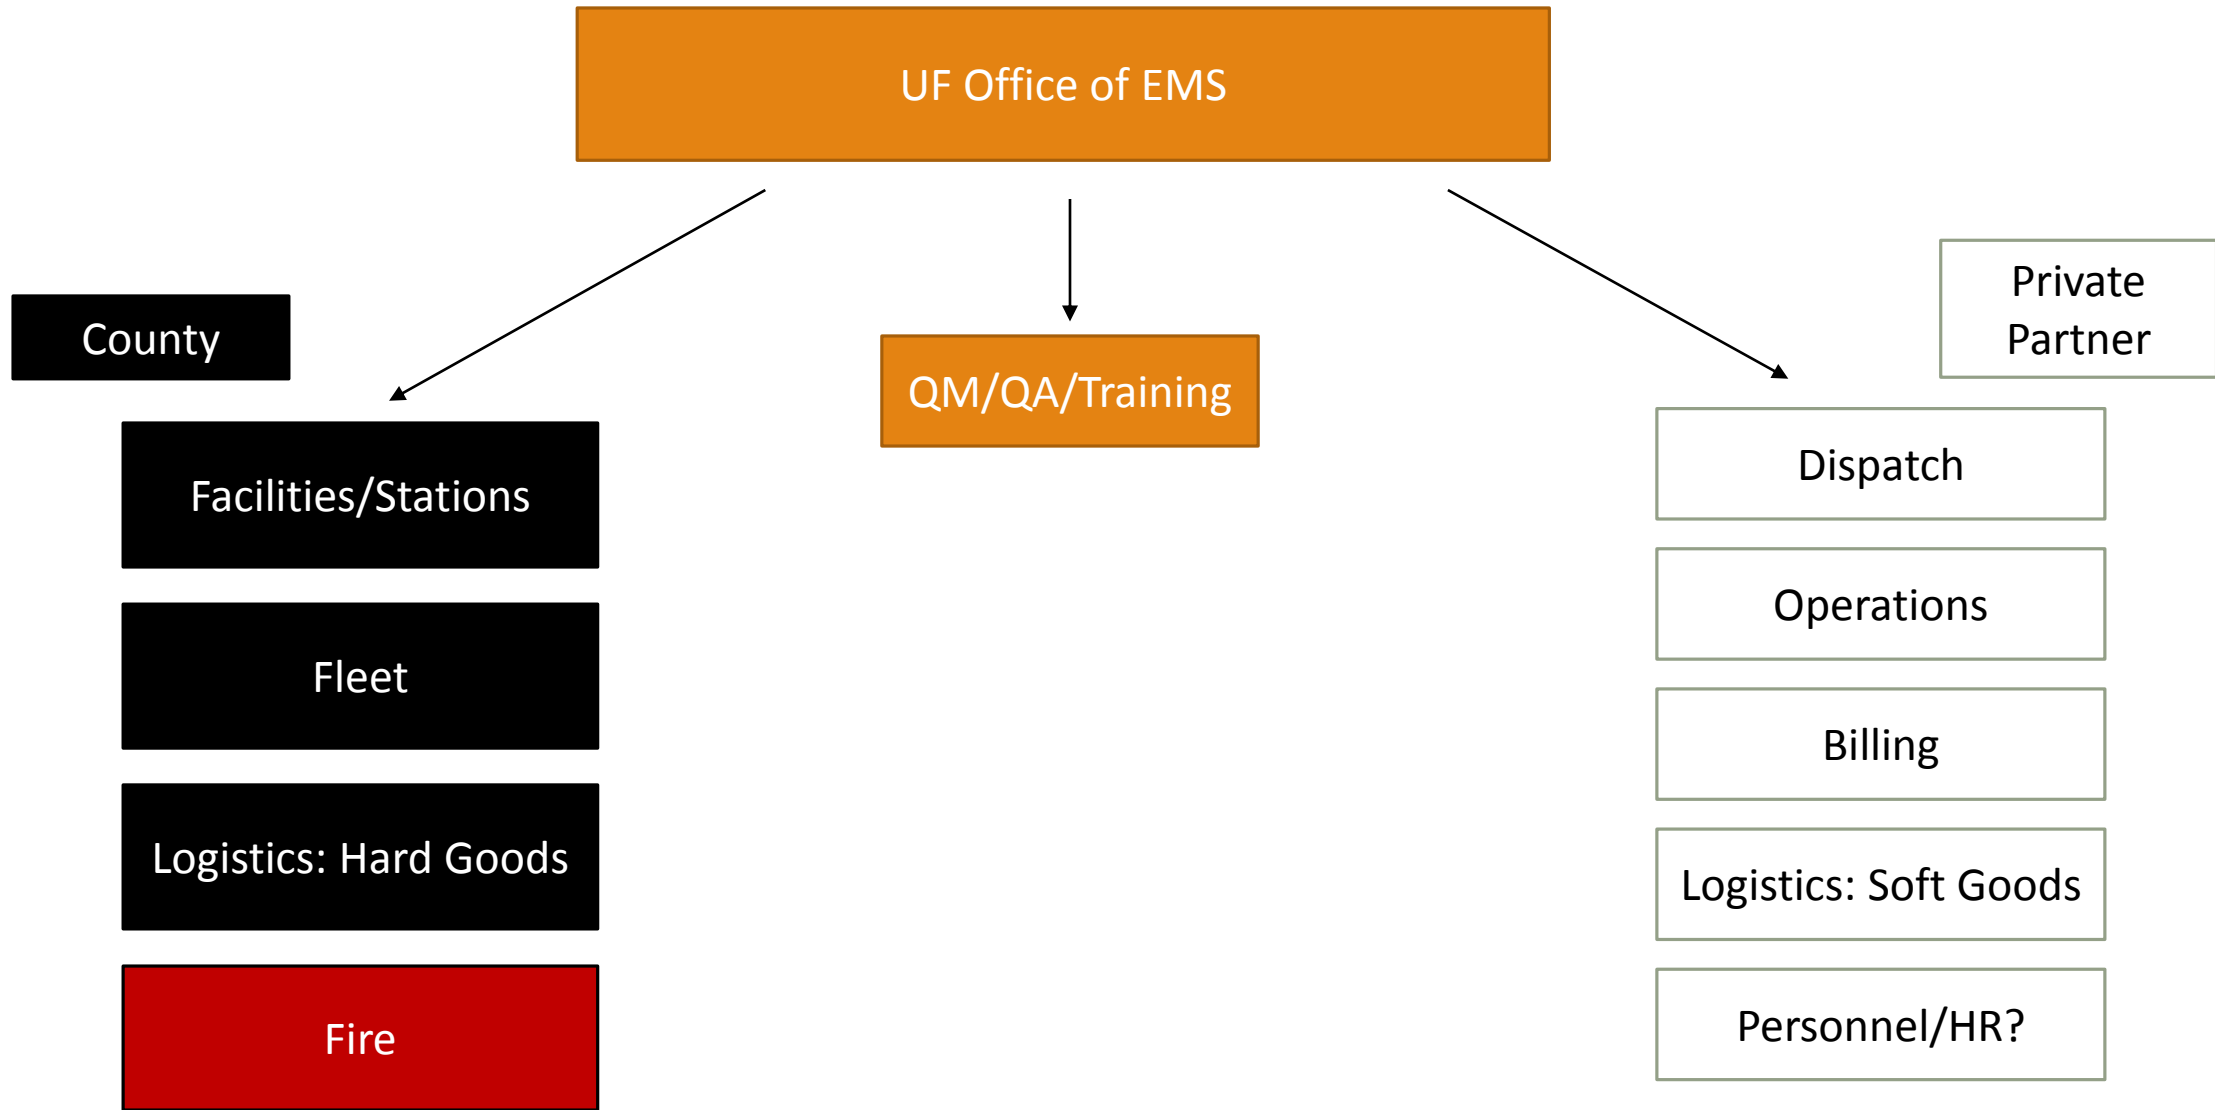 UF Office of EMS
County
Facilities/Stations
Fleet
Logistics: Hard Goods
Fire
QM/QA/Training
Private
Partner
Dispatch
Operations
Billing
Logistics: Soft Goods
Personnel/HR?